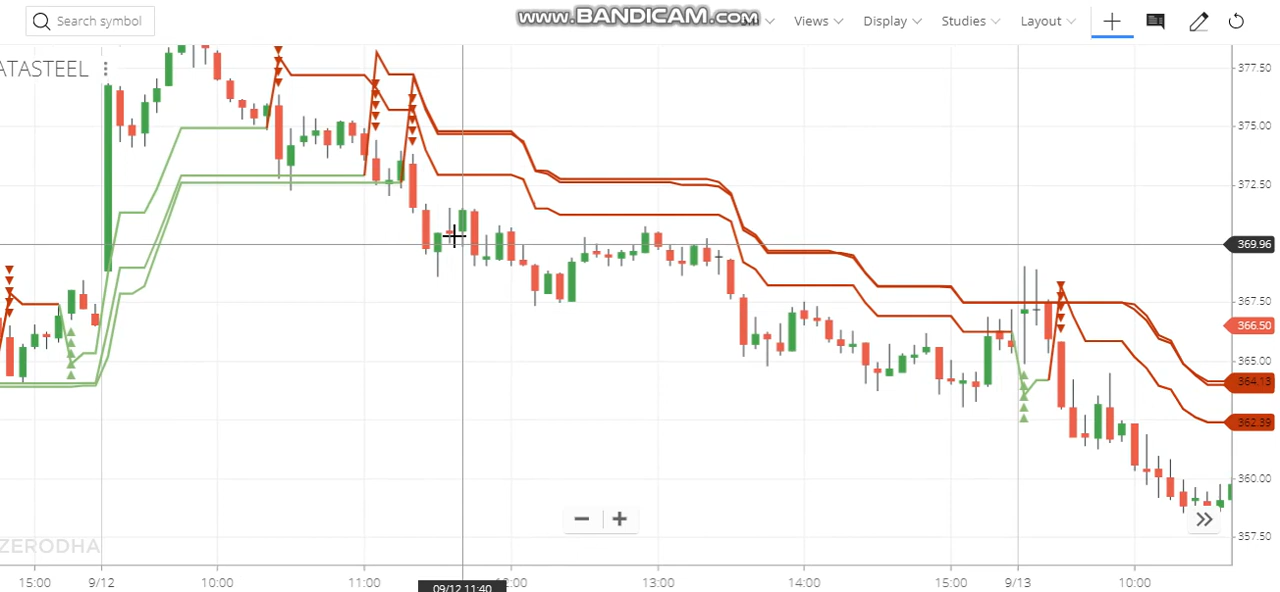 www.BANDICAM.com
Search symbol
Views
Display
Studies
Layout
ATASTEEL
377.50
375.00
372.50
369.96
367.50
366.50
365.00
364.13
362.39
360.00
357.50
ZERODHA
15:00
9/12
10:00
11:00
09/12 11:40
12:00
13:00
14:00
15:00
9/13
10:00